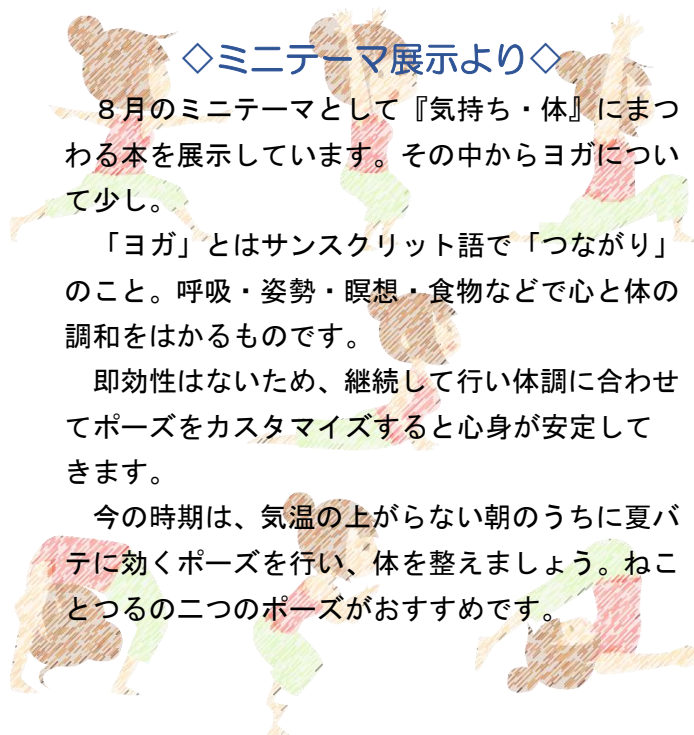 ◇ミニテーマ展示より◇
　８月のミニテーマとして『気持ち・体』にまつ
わる本を展示しています。その中からヨガについ
て少し。
　「ヨガ」とはサンスクリット語で「つながり」
のこと。呼吸・姿勢・瞑想・食物などで心と体の
調和をはかるものです。
　即効性はないため、継続して行い体調に合わせ
てポーズをカスタマイズすると心身が安定して
きます。
　今の時期は、気温の上がらない朝のうちに夏バ
テに効くポーズを行い、体を整えましょう。ねこ
とつるの二つのポーズがおすすめです。